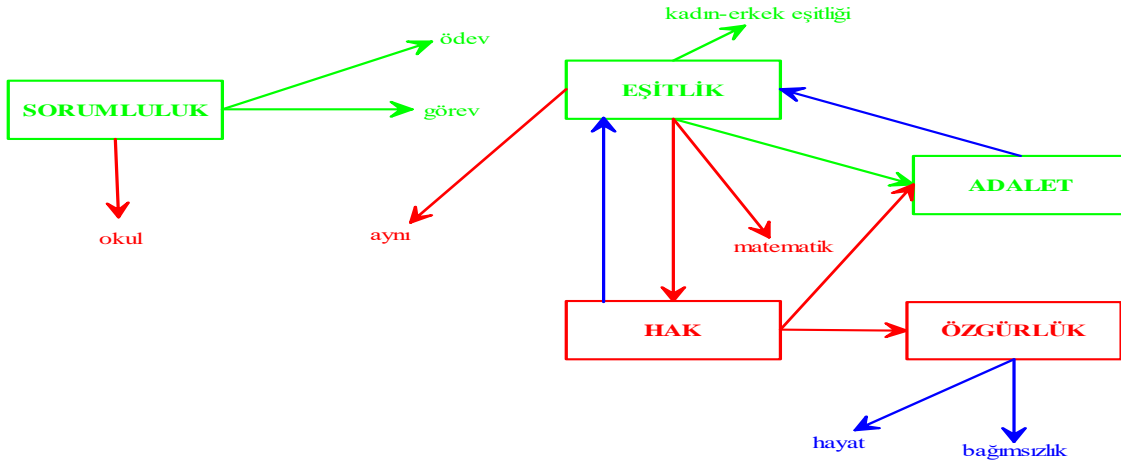 kadın-erkek eşitliği
ödev
EŞİTLİK
SORUMLULUK
görev
ADALET
okul
aynı
matematik
HAK
ÖZGÜRLÜK
hayat
bağımsızlık